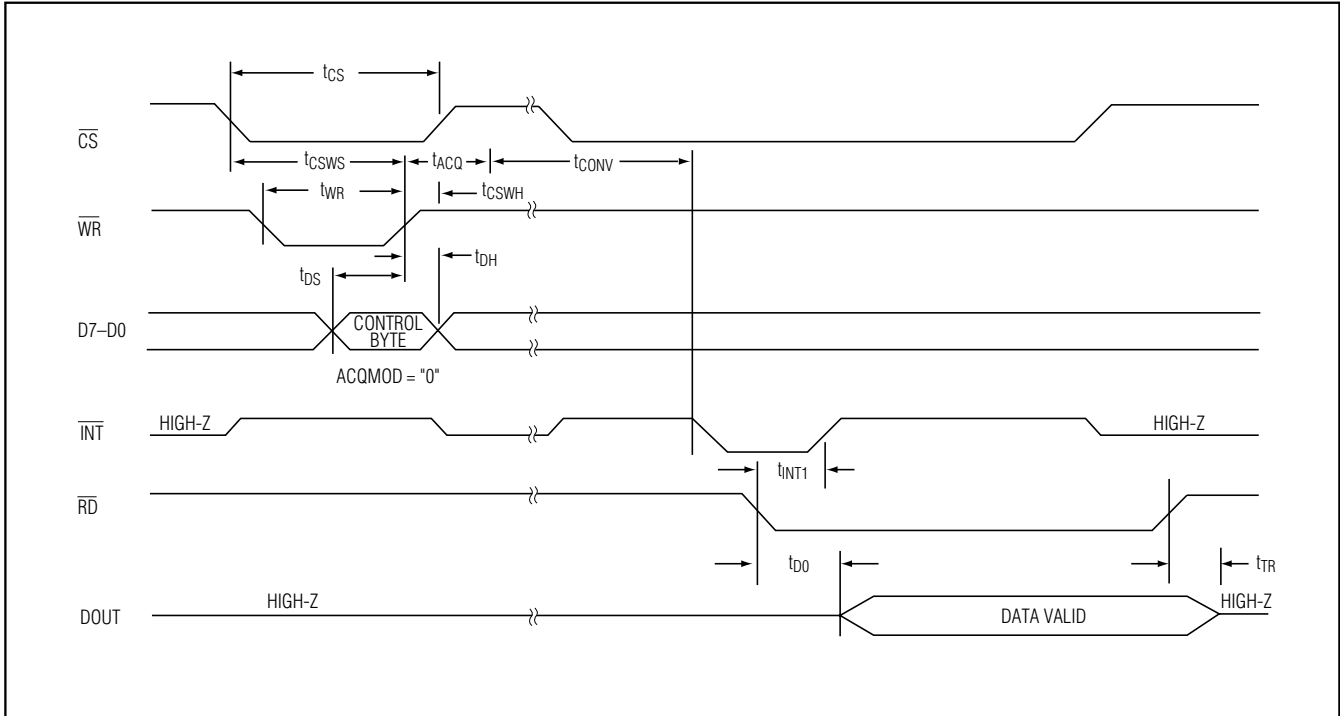 tCS
CS
tCSWS tACQ tCONV
tWR tCSWH
WR
tDS tDH
D7–D0 CONTROL BYTE
ACQMOD = "0"
INT HIGH-Z HIGH-Z
tINT1
RD
tD0 tTR
HIGH-Z HIGH-Z
DOUT DATA VALID